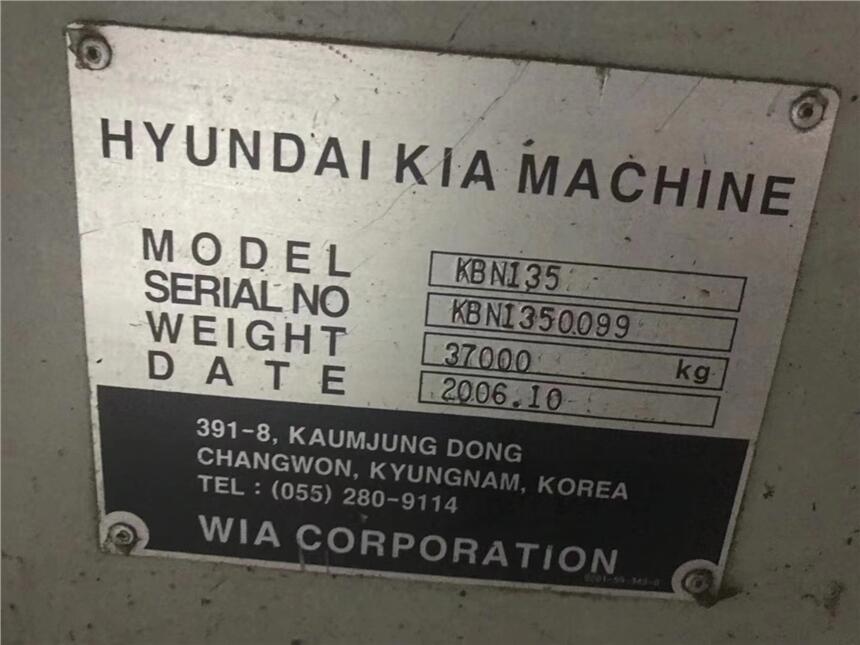 HYUNDAI KIA MACHINE
MODEL KBN135
SERIAL NO KBN1350099
WEIGHT 37000 kg
DATE 2006.10
391-8, KAUMJUNG DONG
CHANGWON, KYUNGNAM, KOREA
TEL : (055) 280-9114
WIA CORPORATION